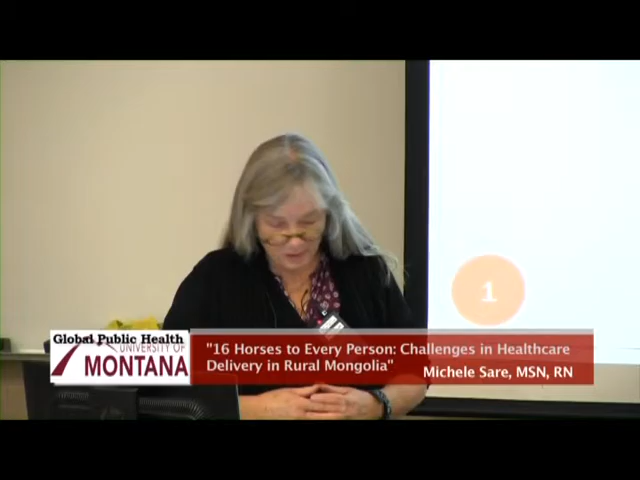 1
Global Public Health
UNIVERSITY OF
MONTANA
"16 Horses to Every Person: Challenges in Healthcare
Delivery in Rural Mongolia"
Michele Sare, MSN, RN